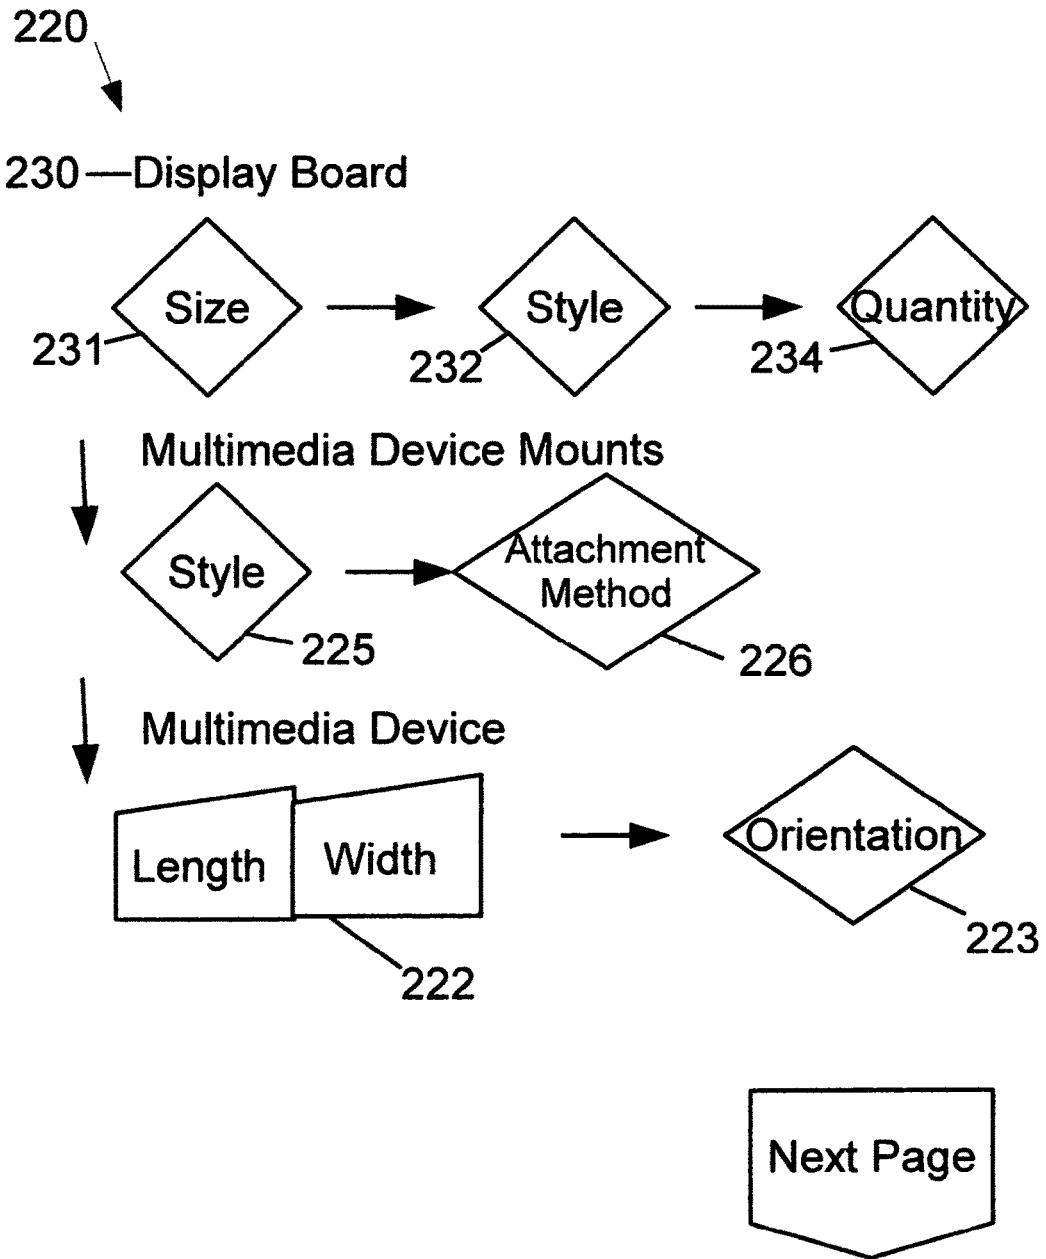 220
230 Display Board
Size
Style
Quantity
231
232
234
Multimedia Device Mounts
Style
Attachment
Method
225
226
Multimedia Device
Length
Width
Orientation
222
223
Next Page